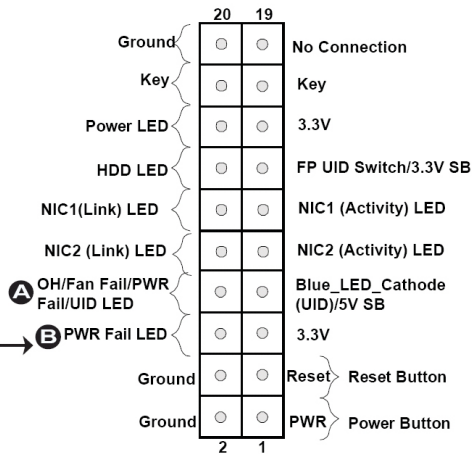 20 19
Ground No Connection
Key Key
Power LED 3.3V
HDD LED FP UID Switch/3.3V SB
NIC1(Link) LED NIC1 (Activity) LED
NIC2 (Link) LED NIC2 (Activity) LED
A OH/Fan Fail/PWR Blue_LED_Cathode
Fail/UID LED (UID)/5V SB
B PWR Fail LED 3.3V
Ground Reset Reset Button
Ground PWR Power Button
2 1